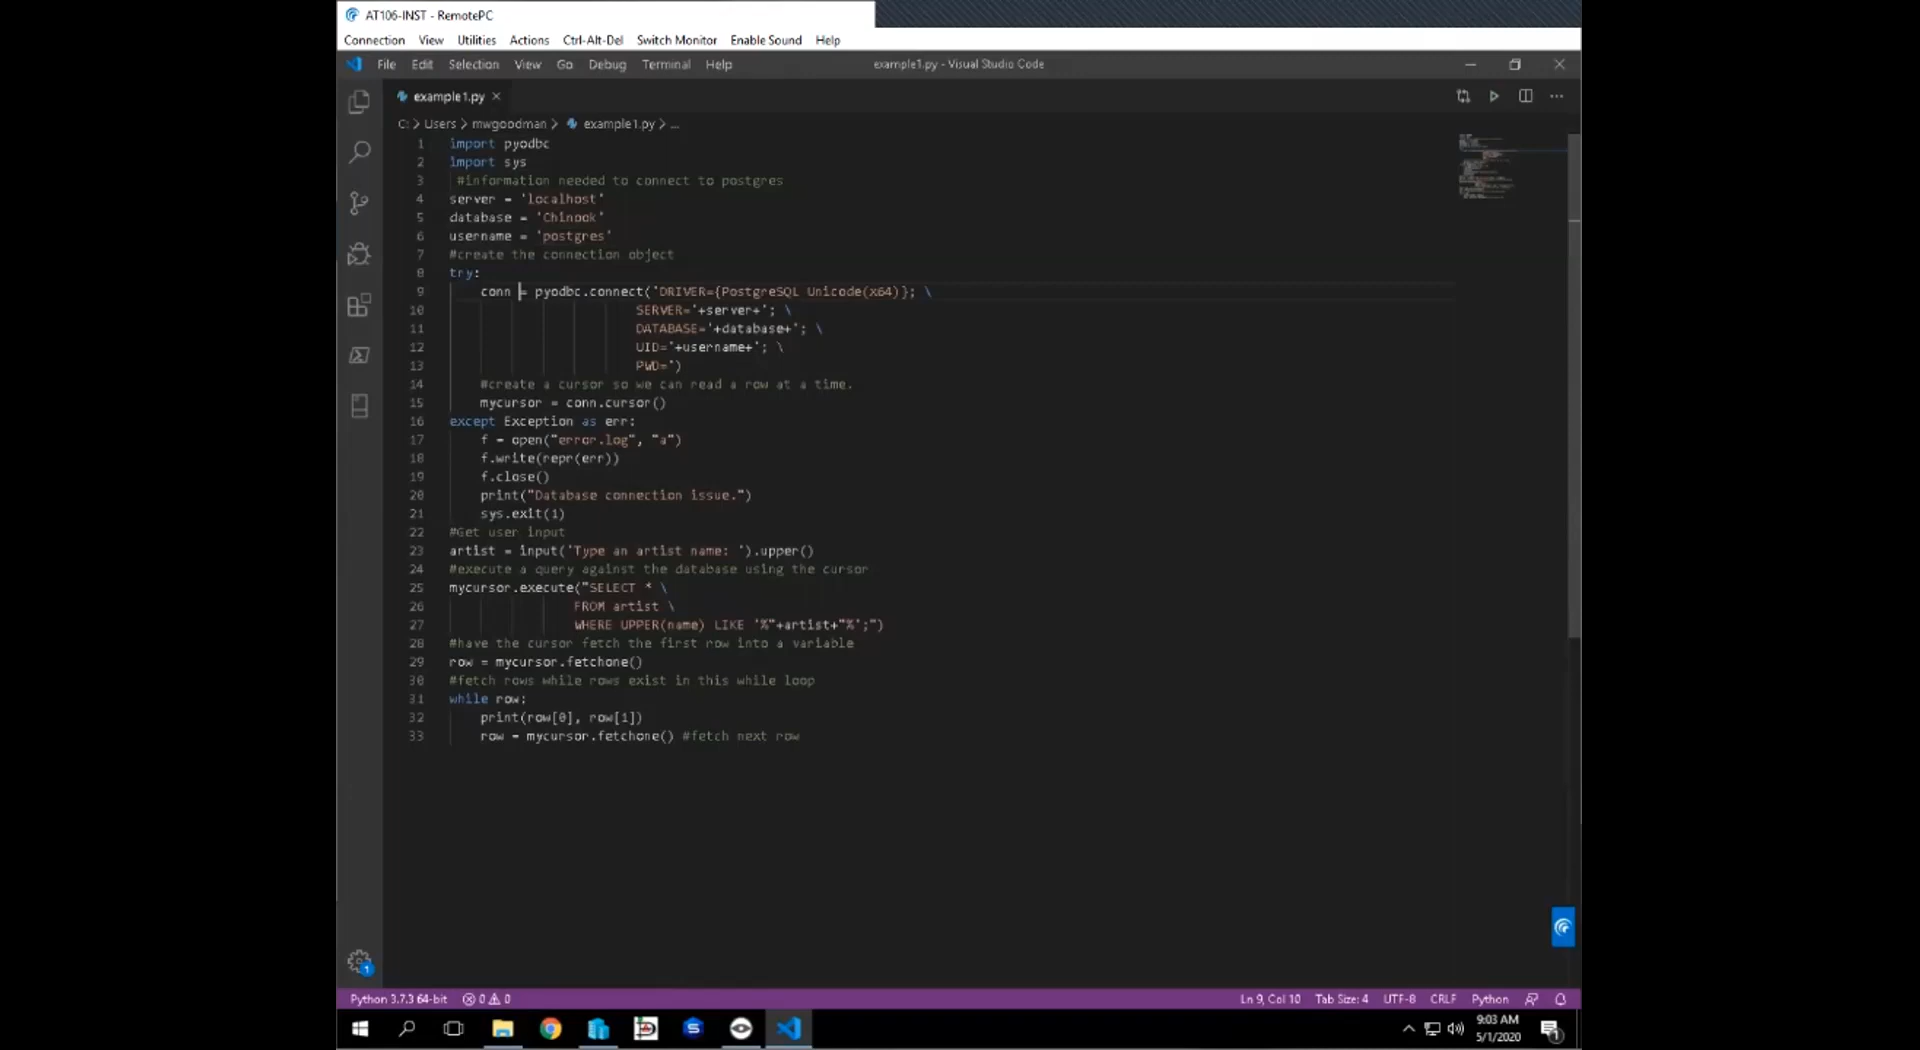 AT106-INST - RemotePC
Connection View Utilities Actions Ctrl-Alt-Del Switch Monitor Enable Sound Help
File Edit Selection View Go Debug Terminal Help example1.py - Visual Studio Code
example1.py
C: > Users > mwgoodman > example1.py > ...
1 import pyodbc
2 import sys
3 #information needed to connect to postgres
4 server = 'localhost'
5 database = 'Chinook'
6 username = 'postgres'
7 #create the connection object
8 try:
9 conn = pyodbc.connect('DRIVER={PostgreSQL Unicode(x64)}; \
10 SERVER='+server+'; \
11 DATABASE='+database+'; \
12 UID='+username+'; \
13 PWD=')
14 #create a cursor so we can read a row at a time.
15 mycursor = conn.cursor()
16 except Exception as err:
17 f = open("error.log", "a")
18 f.write(repr(err))
19 f.close()
20 print("Database connection issue.")
21 sys.exit(1)
22 #Get user input
23 artist = input('Type an artist name: ').upper()
24 #execute a query against the database using the cursor
25 mycursor.execute("SELECT * \
26 FROM artist \
27 WHERE UPPER(name) LIKE '%"+artist+"%';")
28 #have the cursor fetch the first row into a variable
29 row = mycursor.fetchone()
30 #fetch rows while rows exist in this while loop
31 while row:
32 print(row[0], row[1])
33 row = mycursor.fetchone() #fetch next row
1
Python 3.7.3 64-bit 0 0 Ln 9, Col 10 Tab Size: 4 UTF-8 CRLF Python
9:03 AM
5/1/2020
1